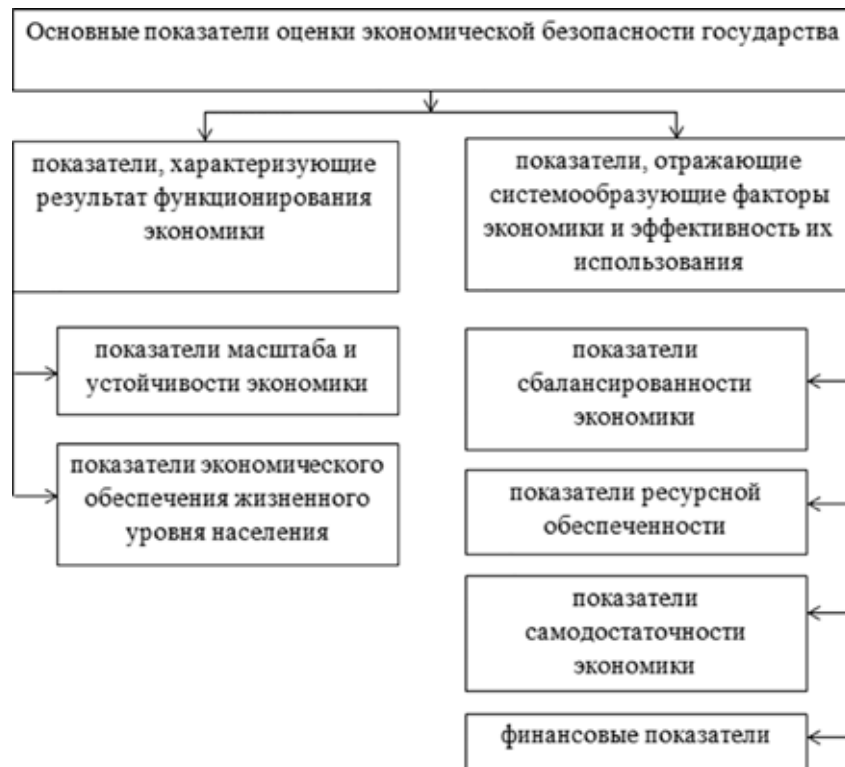 Основные показатели оценки экономической безопасности государства
показатели, характеризующие
результат функционирования
экономики
показатели масштаба и
устойчивости экономики
показатели экономического
обеспечения жизненного
уровня населения
показатели, отражающие
системообразующие факторы
экономики и эффективность их
использования
показатели
сбалансированности
экономики
показатели ресурсной
обеспеченности
показатели
самодостаточности
экономики
финансовые показатели